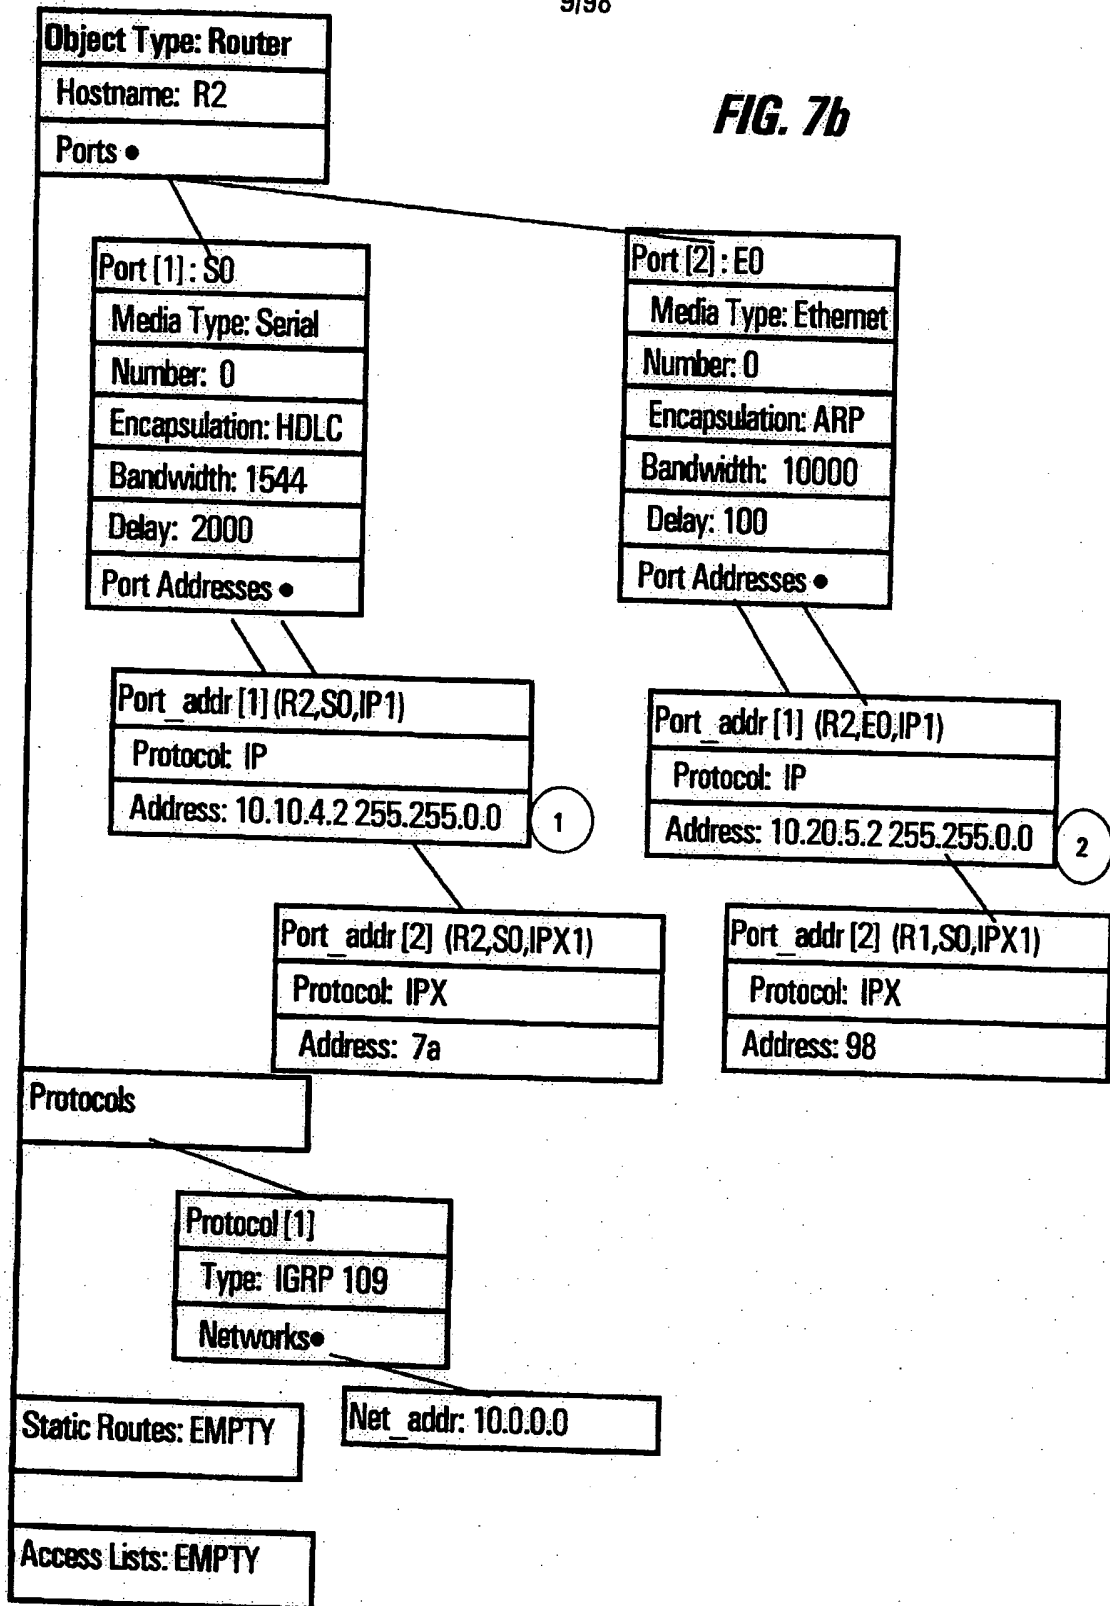 9/98
Object Type: Router
Hostname: R2
Ports •
FIG. 7b
Port [1] : S0
Media Type: Serial
Number: 0
Encapsulation: HDLC
Bandwidth: 1544
Delay: 2000
Port Addresses •
Port [2] : E0
Media Type: Ethernet
Number: 0
Encapsulation: ARP
Bandwidth: 10000
Delay: 100
Port Addresses •
Port_addr [1] (R2,S0,IP1)
Protocol: IP
Address: 10.10.4.2 255.255.0.0
1
Port_addr [1] (R2,E0,IP1)
Protocol: IP
Address: 10.20.5.2 255.255.0.0
2
Port_addr [2] (R2,S0,IPX1)
Protocol: IPX
Address: 7a
Port_addr [2] (R1,S0,IPX1)
Protocol: IPX
Address: 98
Protocols
Protocol [1]
Type: IGRP 109
Networks•
Net_addr: 10.0.0.0
Static Routes: EMPTY
Access Lists: EMPTY